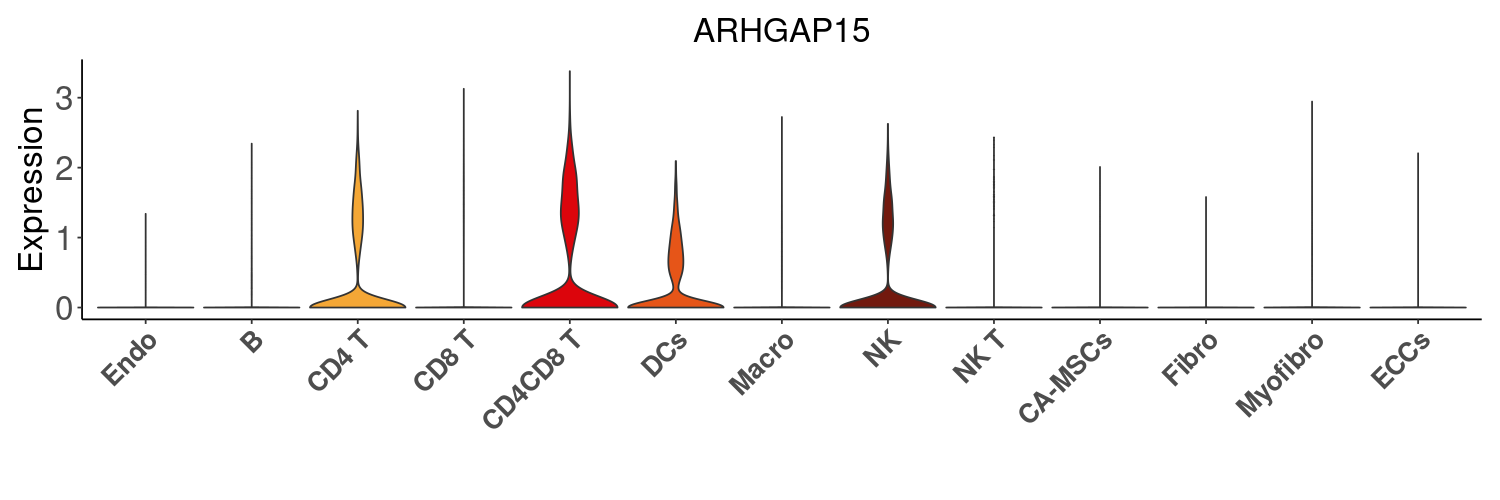 ARHGAP15
Expression
3
2
1
0
Endo
B
CD4 T
CD8 T
CD4CD8 T
DCs
Macro
NK
NK T
CA-MSCs
Fibro
Myofibro
ECCs